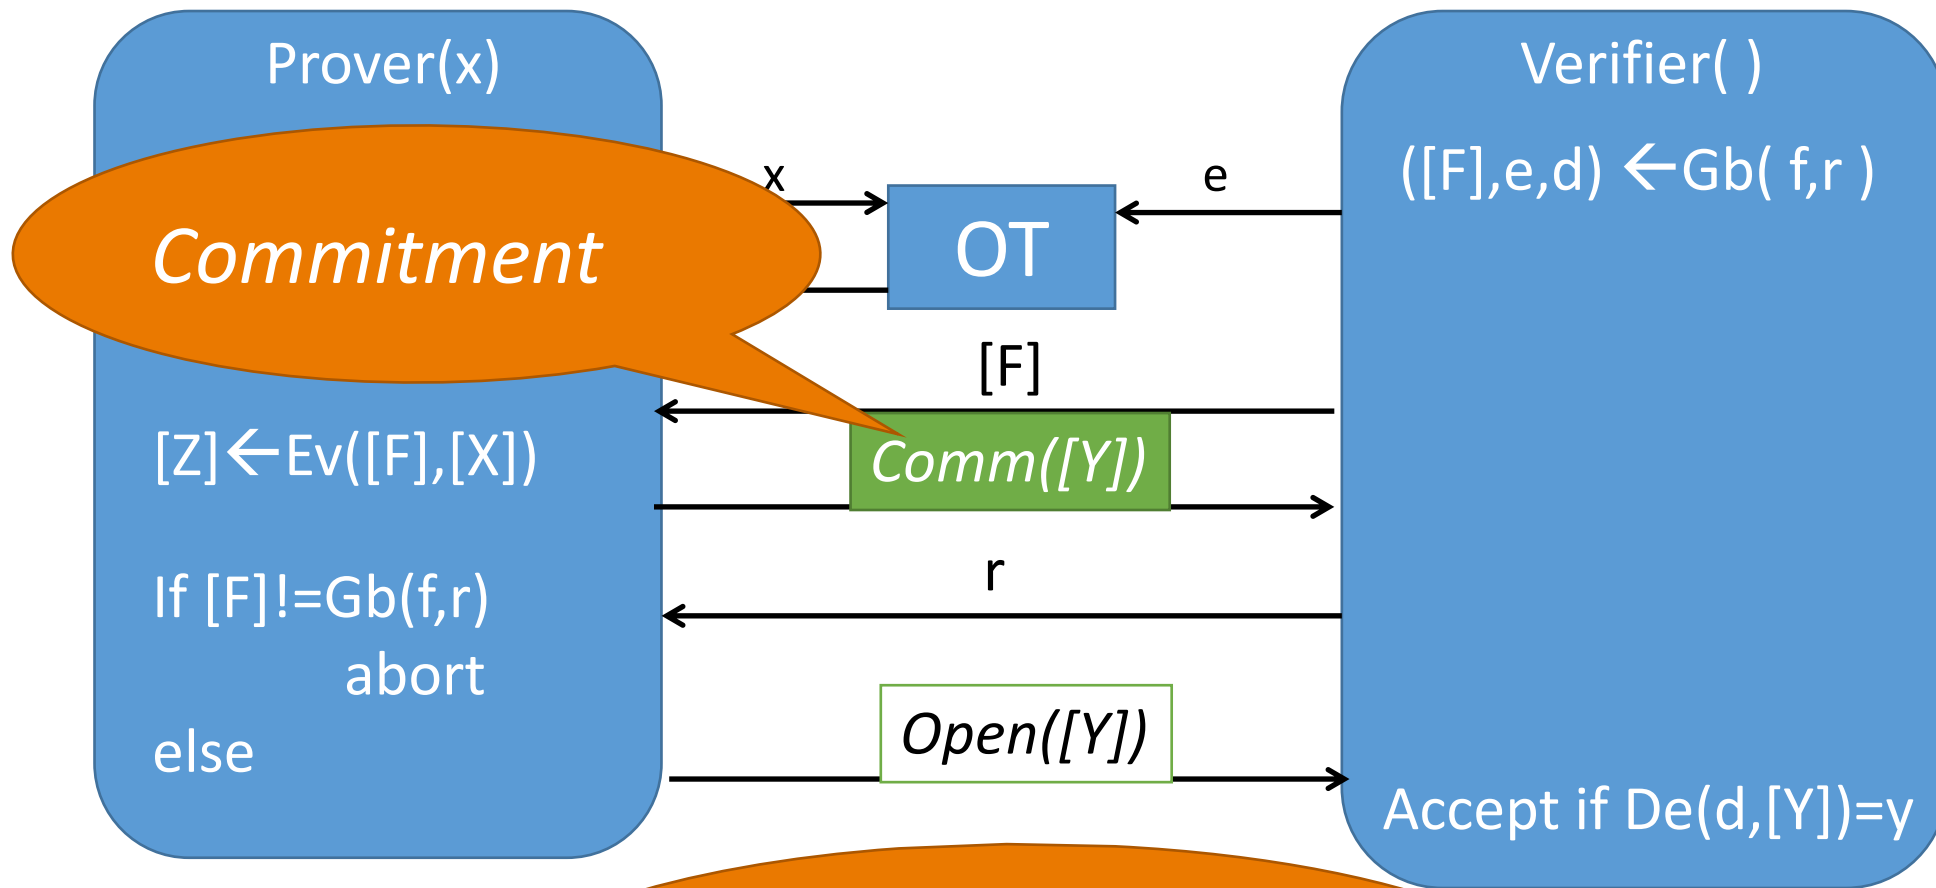 Prover(x)
Verifier( )
([F],e,d) ←Gb( f,r )
x
e
OT
Commitment
[F]
Comm([Y])
[Z]←Ev([F],[X])
r
If [F]!=Gb(f,r)
abort
else
Open([Y])
Accept if De(d,[Y])=y